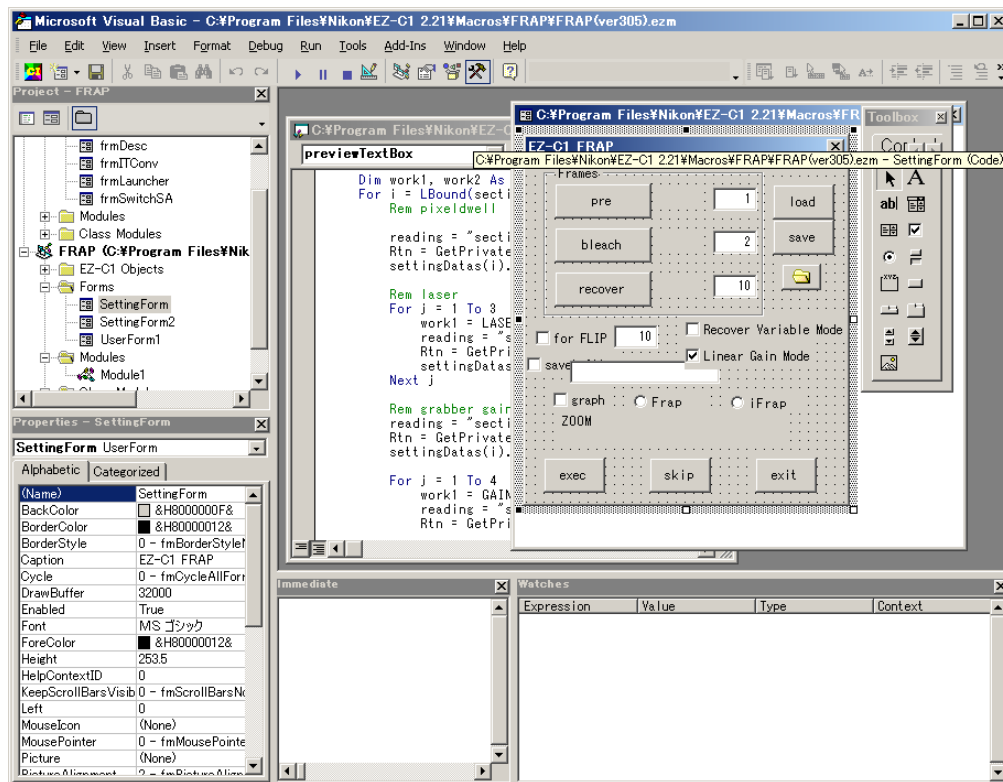 Microsoft Visual Basic - C:¥Program Files¥Nikon¥EZ-C1 2.21¥Macros¥FRAP¥FRAP(ver305).ezm
File Edit View Insert Format Debug Run Tools Add-Ins Window Help
Project - FRAP
frmDesc
frmITConv
frmLauncher
frmSwitchSA
Modules
Class Modules
FRAP (C:¥Program Files¥Nik
EZ-C1 Objects
Forms
SettingForm
SettingForm2
UserForm1
Modules
Module1
Properties - SettingForm
SettingForm UserForm
Alphabetic Categorized
(Name) SettingForm
BackColor &H8000000F&
BorderColor &H80000012&
BorderStyle 0 - fmBorderStyleN
Caption EZ-C1 FRAP
Cycle 0 - fmCycleAllForr
DrawBuffer 32000
Enabled True
Font MS ゴシック
ForeColor &H80000012&
Height 253.5
HelpContextID 0
KeepScrollBarsVisib 0 - fmScrollBarsNo
Left 0
MouseIcon (None)
MousePointer 0 - fmMousePointe
Picture (None)
PictureAlignment 2 - fmPictureAlign
C:¥Program Files¥Nikon¥EZ-C
previewTextBox
Dim work1, work2 As
For i = LBound(secti
Rem pixeldwell
reading = "secti
Rtn = GetPrivate
settingDatas(i).
Rem laser
For j = 1 To 3
work1 = LASE
reading = "s
Rtn = GetPri
settingDatas
Next j
Rem grabber gair
reading = "secti
Rtn = GetPrivate
settingDatas(i).
For j = 1 To 4
work1 = GAIN
reading = "s
Rtn = GetPri
C:¥Program Files¥Nikon¥EZ-C1 2.21¥Macros¥FR
EZ-C1 FRAP
C:¥Program Files¥Nikon¥EZ-C1 2.21¥Macros¥FRAP¥FRAP(ver305).ezm - SettingForm (Code)
Frames
pre 1 load
bleach 2 save
recover 10
for FLIP 10 Recover Variable Mode
save Linear Gain Mode
graph Frap iFrap
ZOOM
exec skip exit
Toolbox
A
ab|
xyz
Immediate
Watches
Expression Value Type Context